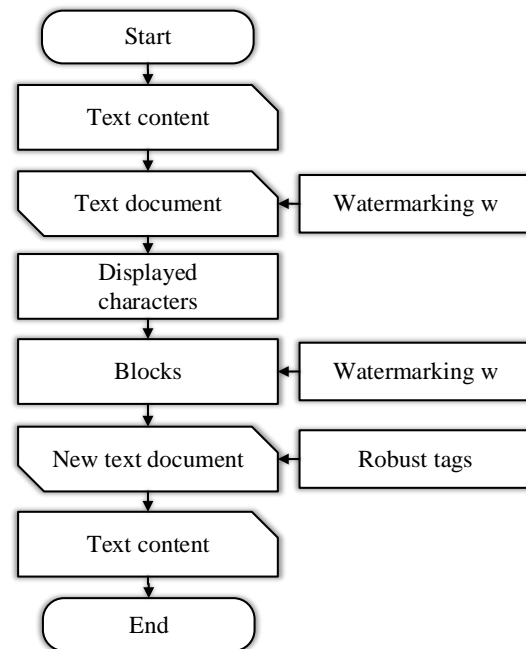 Start
Text content
Text document
Watermarking w
Displayed
characters
Blocks
Watermarking w
New text document
Robust tags
Text content
End